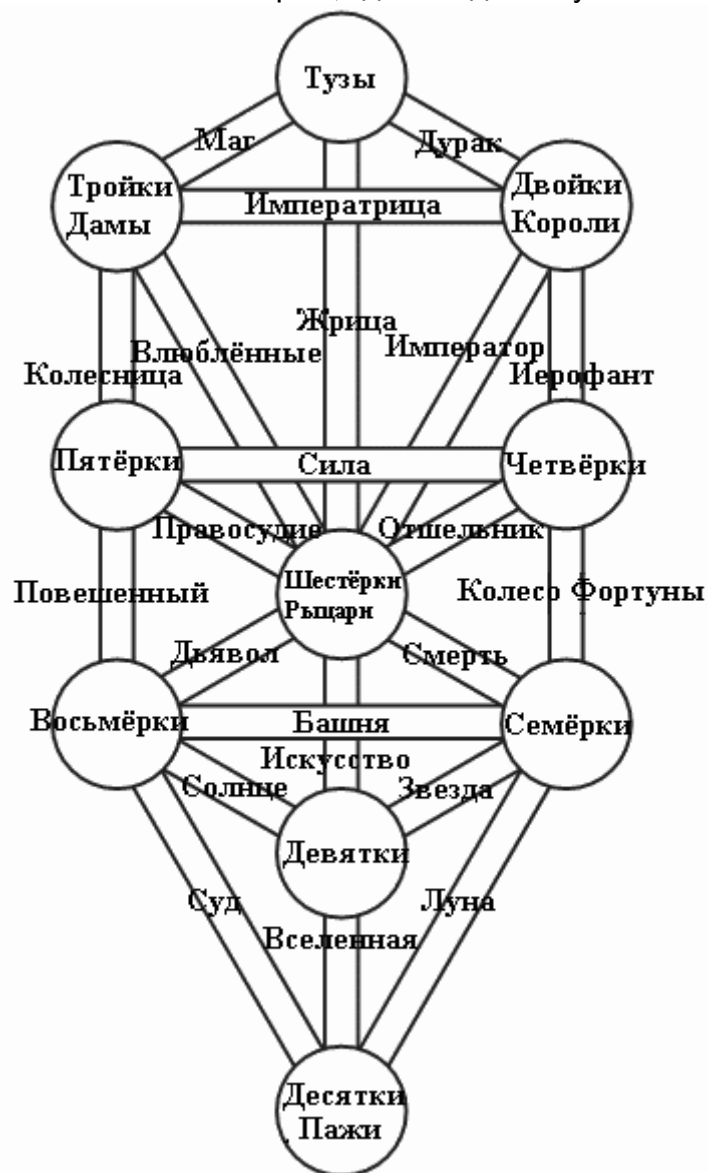 Тузы
Маг
Дурак
Тройки
Дамы
Императрица
Двойки
Короли
Жрица
Влюблённые
Император
Колесница
Иерофант
Пятёрки
Сила
Четвёрки
Правосудие
Отшельник
Шестёрки
Рыцари
Повешенный
Колесо Фортуны
Дьявол
Смерть
Восьмёрки
Башня
Семёрки
Искусство
Солнце
Звезда
Девятки
Суд
Луна
Вселенная
Десятки
Пажи